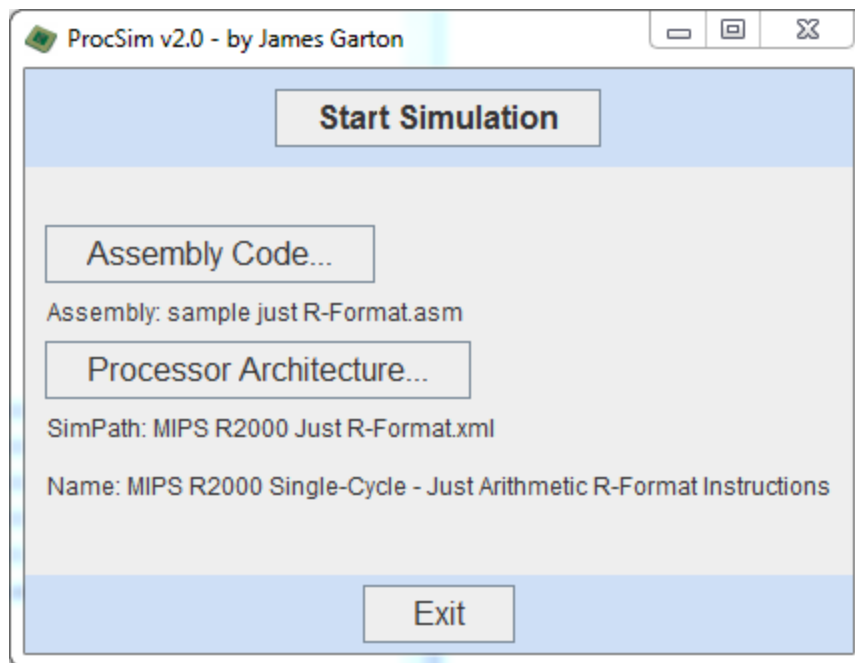 ProcSim v2.0 - by James Garton
Start Simulation
Assembly Code...
Assembly: sample just R-Format.asm
Processor Architecture...
SimPath: MIPS R2000 Just R-Format.xml
Name: MIPS R2000 Single-Cycle - Just Arithmetic R-Format Instructions
Exit